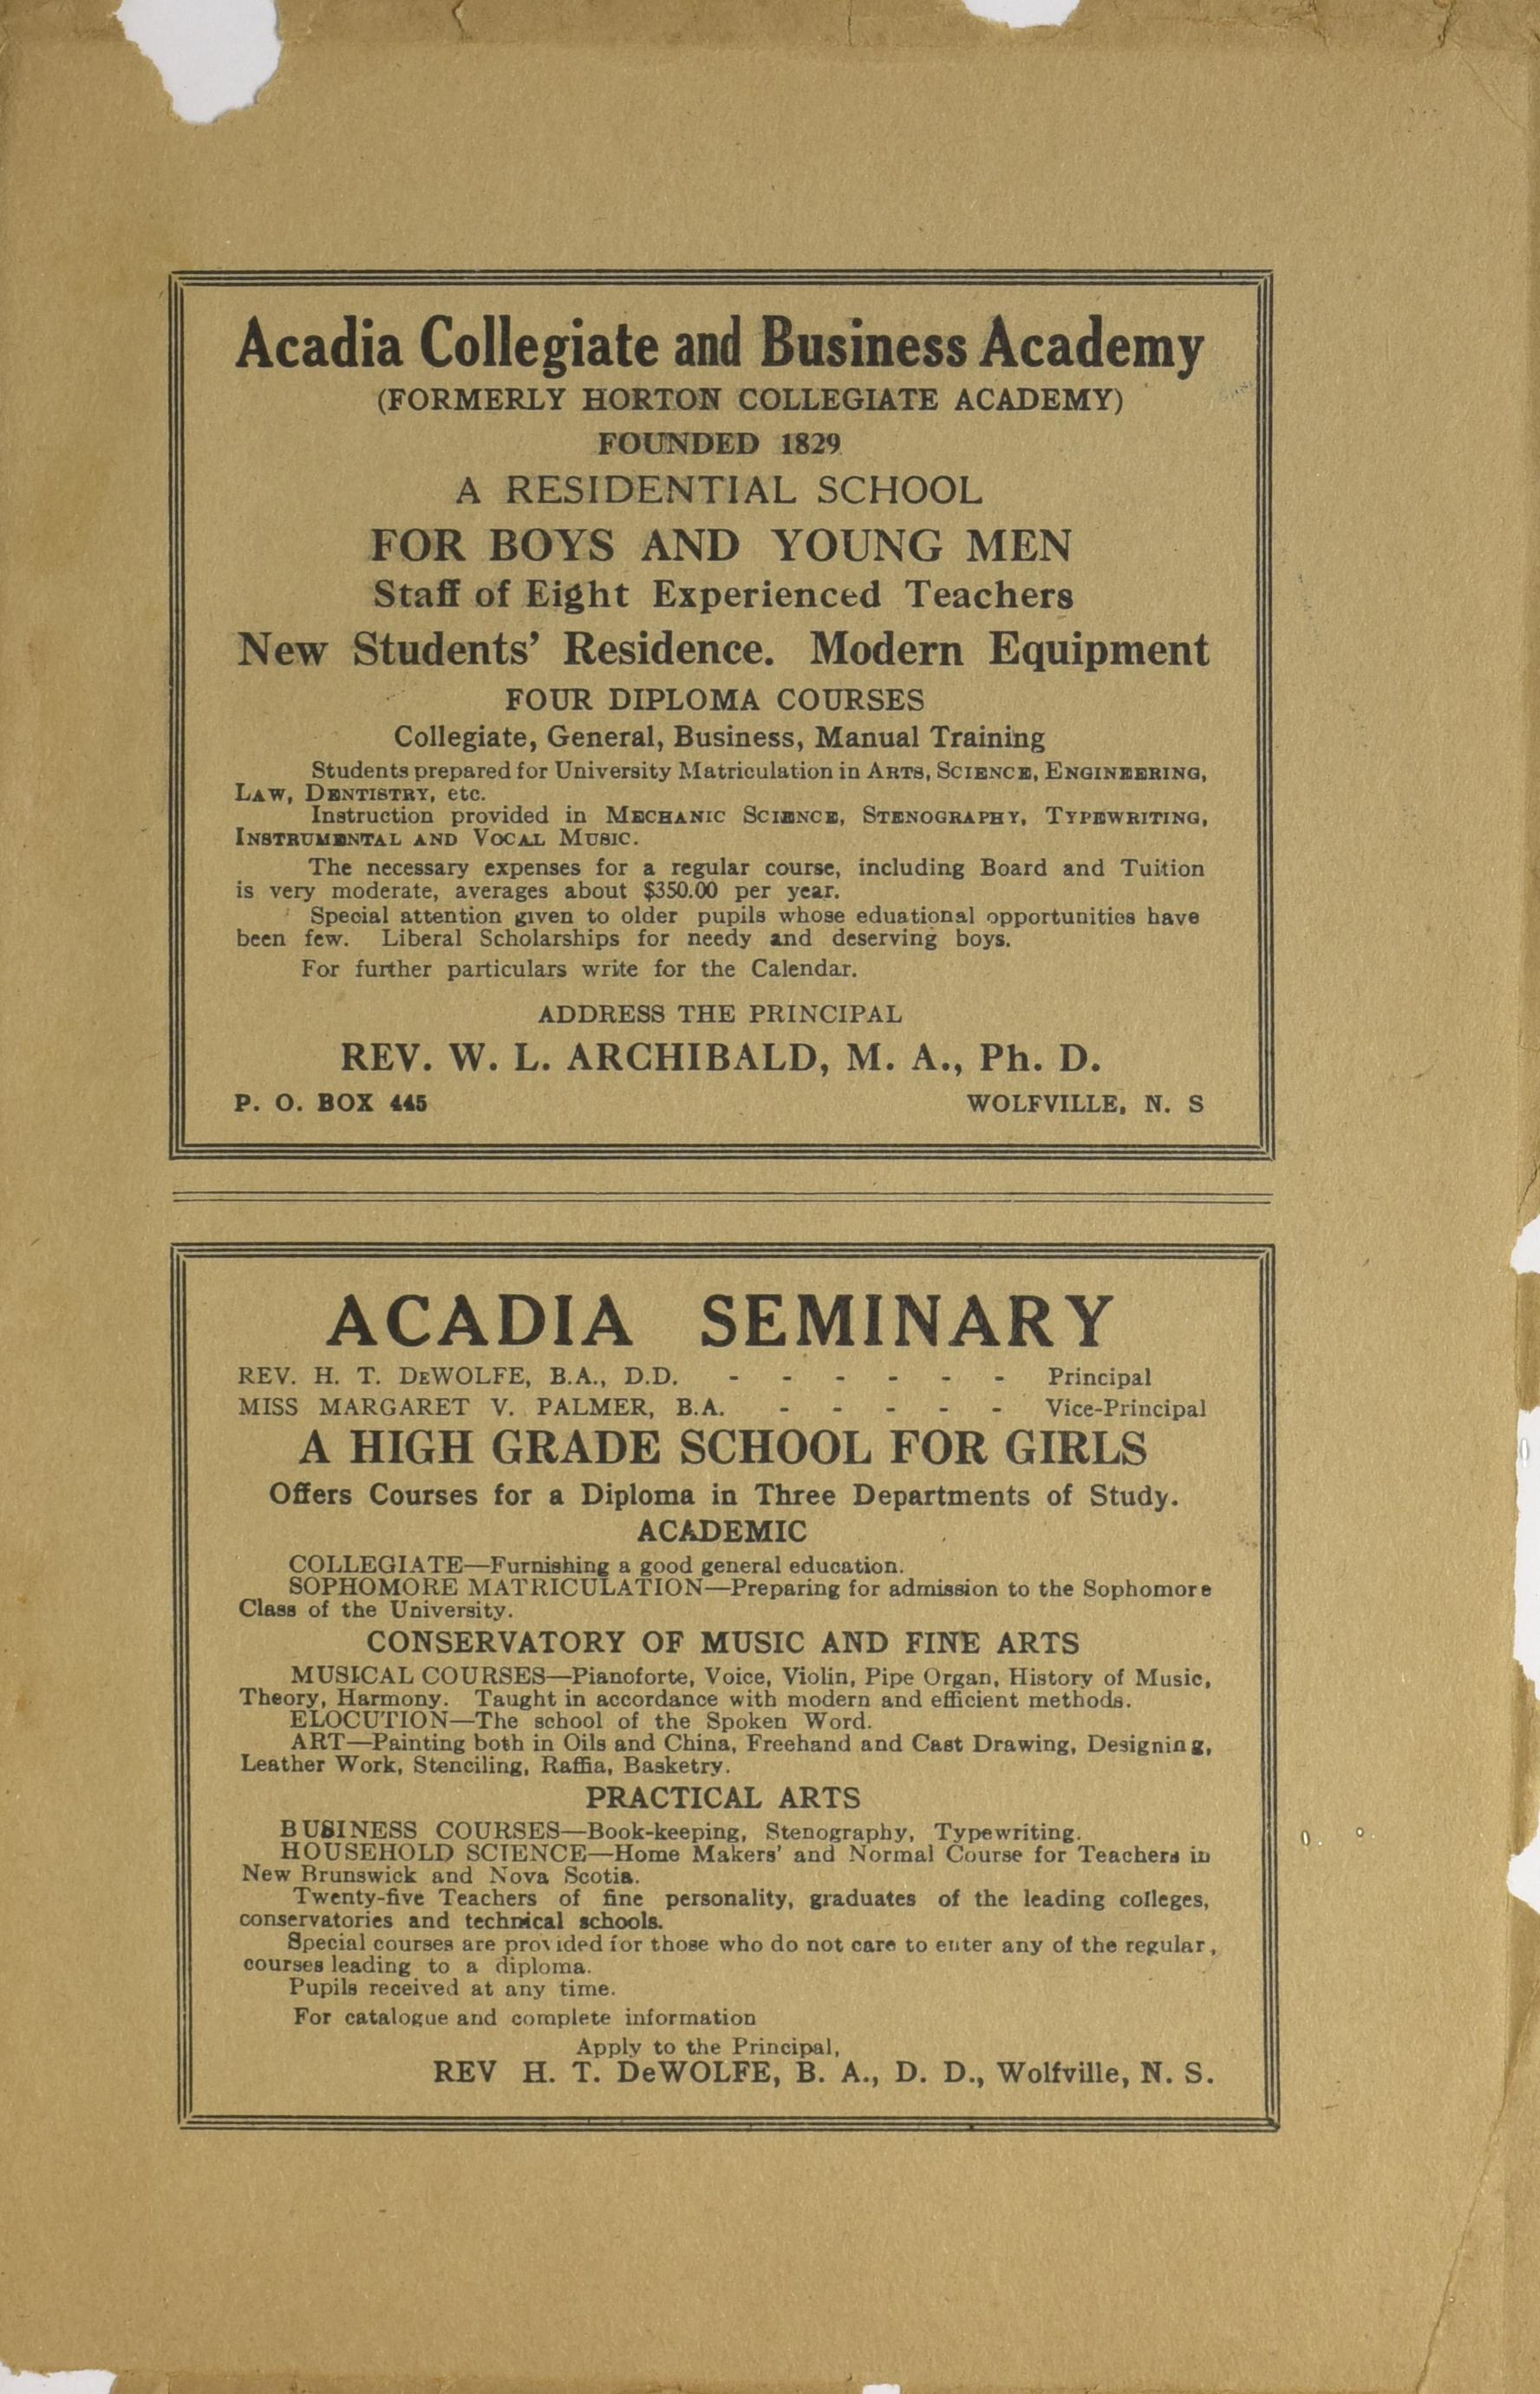 Acadia Collegiate and Business Academy
(FORMERLY HORTON COLLEGIATE ACADEMY)
FOUNDED 1829
A RESIDENTIAL SCHOOL
FOR BOYS AND YOUNG MEN
Staff of Eight Experienced Teachers
New Students' Residence. Modern Equipment
FOUR DIPLOMA COURSES
Collegiate, General, Business, Manual Training
Students prepared for University Matriculation in ARTS, SCIENCE, ENGINEERING,
LAW, DENTISTRY, etc.
Instruction provided in MECHANIC SCIENCE, STENOGRAPHY, TYPEWRITING,
INSTRUMENTAL AND VOCAL MUSIC.
The necessary expenses for a regular course, including Board and Tuition
is very moderate, averages about $350.00 per year.
Special attention given to older pupils whose eduational opportunities have
been few. Liberal Scholarships for needy and deserving boys.
For further particulars write for the Calendar.
ADDRESS THE PRINCIPAL
REV. W. L. ARCHIBALD, M. A., Ph. D.
P. O. BOX 445 WOLFVILLE, N. S
ACADIA SEMINARY
REV. H. T. DEWOLFE, B.A., D.D. - - - - - - Principal
MISS MARGARET V. PALMER, B.A. - - - - - Vice-Principal
A HIGH GRADE SCHOOL FOR GIRLS
Offers Courses for a Diploma in Three Departments of Study.
ACADEMIC
COLLEGIATE—Furnishing a good general education.
SOPHOMORE MATRICULATION—Preparing for admission to the Sophomore
Class of the University.
CONSERVATORY OF MUSIC AND FINE ARTS
MUSICAL COURSES—Pianoforte, Voice, Violin, Pipe Organ, History of Music,
Theory, Harmony. Taught in accordance with modern and efficient methods.
ELOCUTION—The school of the Spoken Word.
ART—Painting both in Oils and China, Freehand and Cast Drawing, Designing,
Leather Work, Stenciling, Raffia, Basketry.
PRACTICAL ARTS
BUSINESS COURSES—Book-keeping, Stenography, Typewriting.
HOUSEHOLD SCIENCE—Home Makers' and Normal Course for Teachers in
New Brunswick and Nova Scotia.
Twenty-five Teachers of fine personality, graduates of the leading colleges,
conservatories and technical schools.
Special courses are provided for those who do not care to enter any of the regular,
courses leading to a diploma.
Pupils received at any time.
For catalogue and complete information
Apply to the Principal,
REV H. T. DeWOLFE, B. A., D. D., Wolfville, N. S.